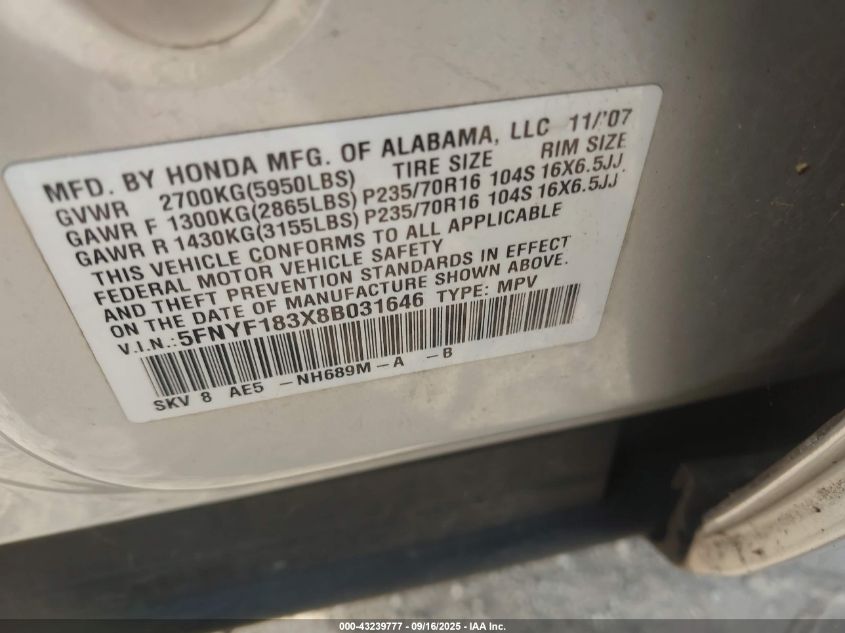 MFD. BY HONDA MFG. OF ALABAMA, LLC 11/'07
GVWR 2700KG(5950LBS) TIRE SIZE RIM SIZE
GAWR F 1300KG(2865LBS) P235/70R16 104S 16X6.5JJ
GAWR R 1430KG(3155LBS) P235/70R16 104S 16X6.5JJ
THIS VEHICLE CONFORMS TO ALL APPLICABLE
FEDERAL MOTOR VEHICLE SAFETY
AND THEFT PREVENTION STANDARDS IN EFFECT
ON THE DATE OF MANUFACTURE SHOWN ABOVE.
V.I.N.: 5FNYF183X8B031646 TYPE: MPV
SKV 8 AE5 -NH689M-A -B
000-43239777 - 09/16/2025 - IAA Inc.